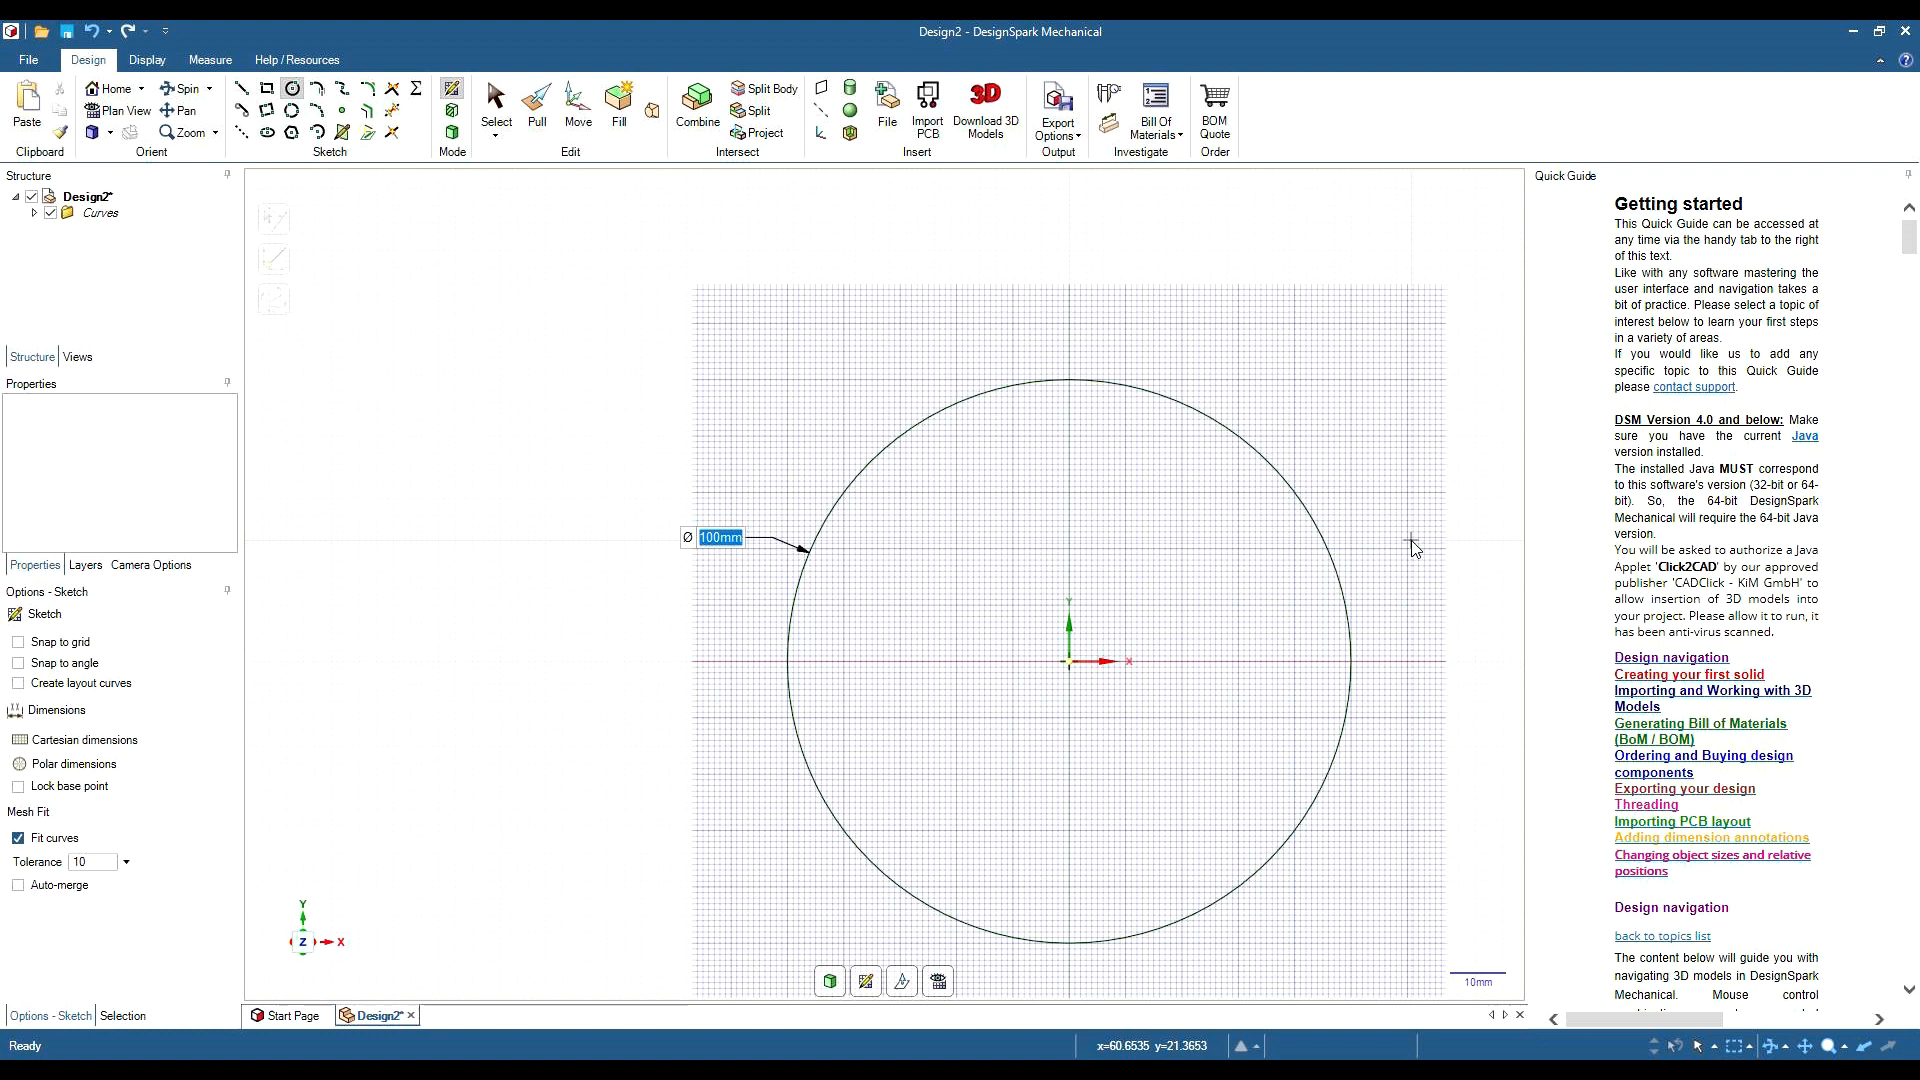 Design2 - DesignSpark Mechanical
File Design Display Measure Help / Resources
Paste
Clipboard
Home Spin
Plan View Pan
Zoom
Orient
Sketch
Mode
Select Pull Move Fill
Edit
Combine
Split Body
Split
Project
Intersect
File
Import PCB
3D
Download 3D Models
Insert
Export Options
Output
Bill Of Materials
Investigate
BOM Quote
Order
Structure
Design2*
Curves
Structure Views
Properties
Properties Layers Camera Options
Options - Sketch
Sketch
Snap to grid
Snap to angle
Create layout curves
Dimensions
Cartesian dimensions
Polar dimensions
Lock base point
Mesh Fit
Fit curves
Tolerance 10
Auto-merge
Options - Sketch Selection
Ø 100mm
Y
X
Y
Z X
10mm
Start Page Design2*
Ready
x=60.6535 y=21.3653
Quick Guide
Getting started
This Quick Guide can be accessed at
any time via the handy tab to the right
of this text.
Like with any software mastering the
user interface and navigation takes a
bit of practice. Please select a topic of
interest below to learn your first steps
in a variety of areas.
If you would like us to add any
specific topic to this Quick Guide
please contact support.
DSM Version 4.0 and below: Make
sure you have the current Java
version installed.
The installed Java MUST correspond
to this software's version (32-bit or 64-
bit). So, the 64-bit DesignSpark
Mechanical will require the 64-bit Java
version.
You will be asked to authorize a Java
Applet 'Click2CAD' by our approved
publisher 'CADClick - KiM GmbH' to
allow insertion of 3D models into
your project. Please allow it to run, it
has been anti-virus scanned.
Design navigation
Creating your first solid
Importing and Working with 3D
Models
Generating Bill of Materials
(BoM / BOM)
Ordering and Buying design
components
Exporting your design
Threading
Importing PCB layout
Adding dimension annotations
Changing object sizes and relative
positions
Design navigation
back to topics list
The content below will guide you with
navigating 3D models in DesignSpark
Mechanical. Mouse control